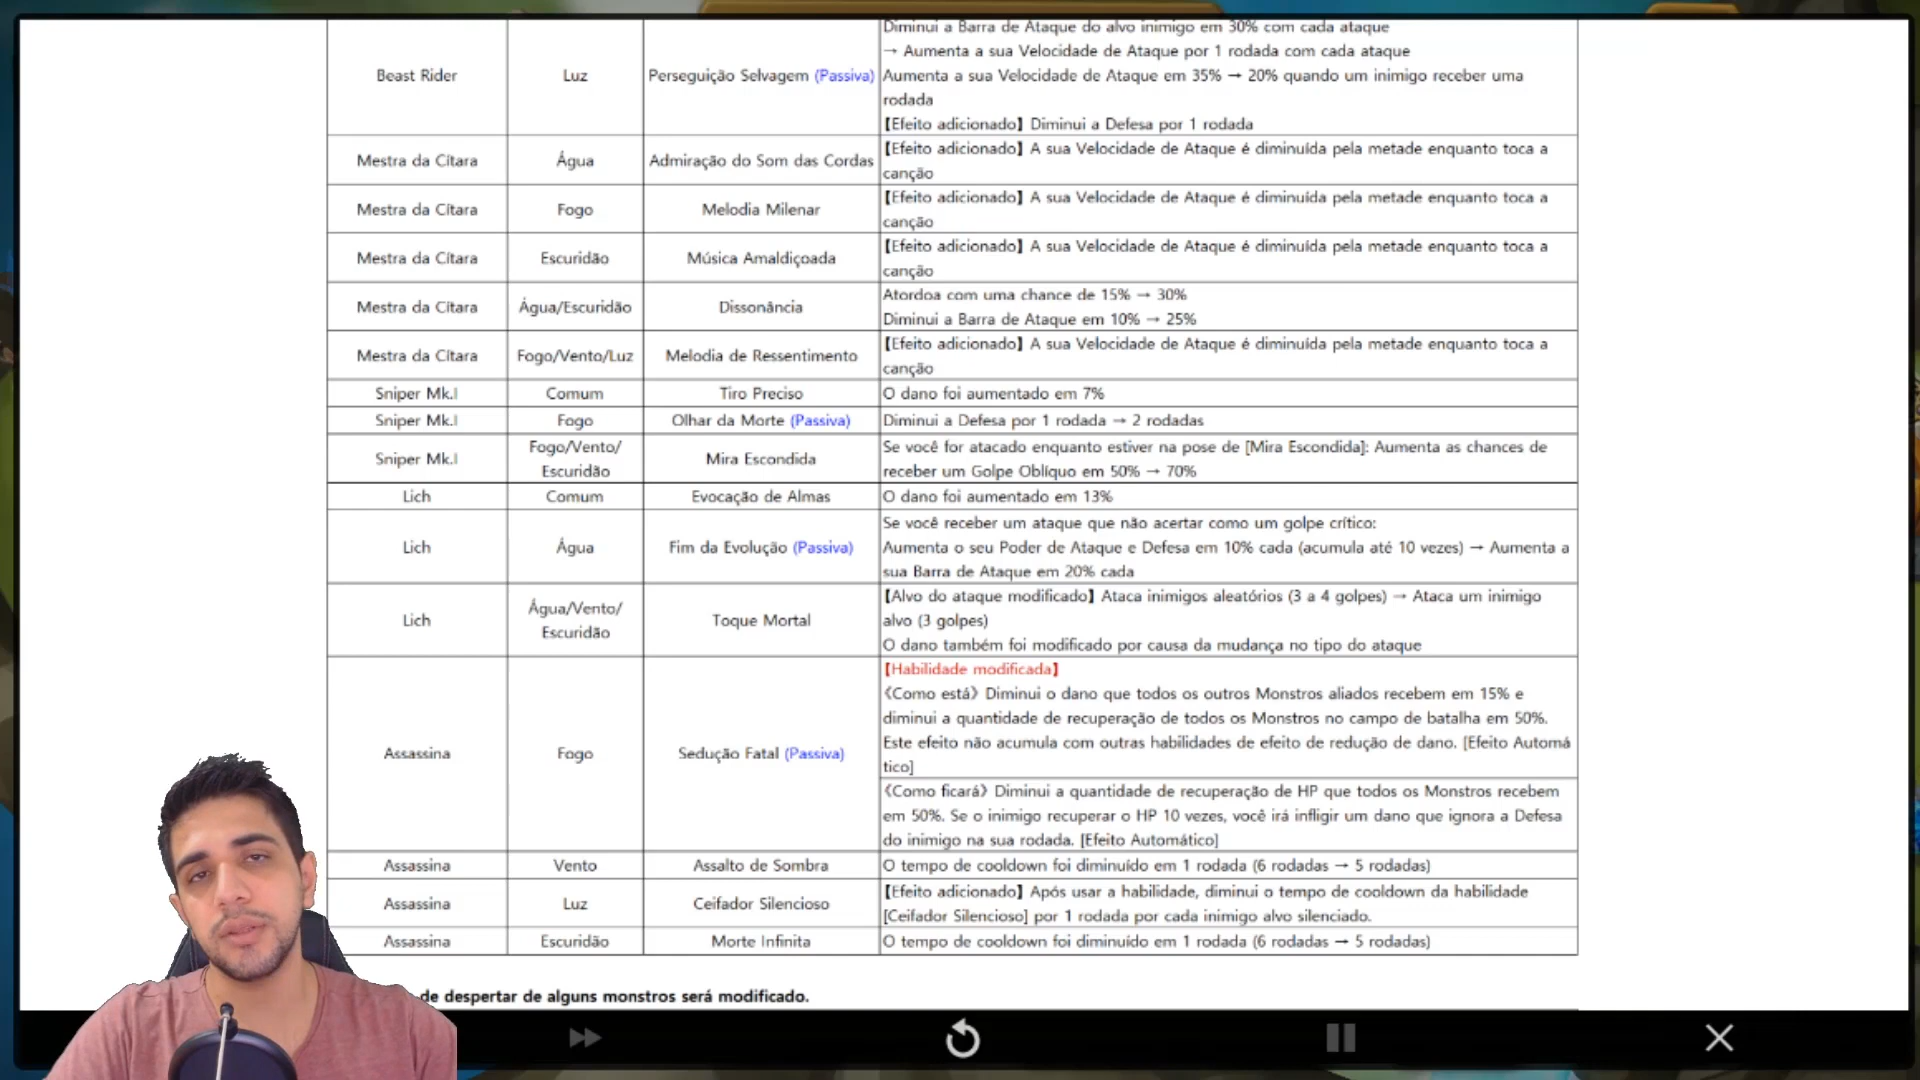 Diminui a Barra de Ataque do alvo inimigo em 30% com cada ataque
→ Aumenta a sua Velocidade de Ataque por 1 rodada com cada ataque
Beast Rider Luz Perseguição Selvagem (Passiva) Aumenta a sua Velocidade de Ataque em 35% → 20% quando um inimigo receber uma
rodada
【Efeito adicionado】 Diminui a Defesa por 1 rodada
Mestra da Cítara Água Admiração do Som das Cordas 【Efeito adicionado】 A sua Velocidade de Ataque é diminuída pela metade enquanto toca a
canção
Mestra da Cítara Fogo Melodia Milenar 【Efeito adicionado】 A sua Velocidade de Ataque é diminuída pela metade enquanto toca a
canção
Mestra da Cítara Escuridão Música Amaldiçoada 【Efeito adicionado】 A sua Velocidade de Ataque é diminuída pela metade enquanto toca a
canção
Mestra da Cítara Água/Escuridão Dissonância Atordoa com uma chance de 15% → 30%
Diminui a Barra de Ataque em 10% → 25%
Mestra da Cítara Fogo/Vento/Luz Melodia de Ressentimento 【Efeito adicionado】 A sua Velocidade de Ataque é diminuída pela metade enquanto toca a
canção
Sniper Mk.I Comum Tiro Preciso O dano foi aumentado em 7%
Sniper Mk.I Fogo Olhar da Morte (Passiva) Diminui a Defesa por 1 rodada → 2 rodadas
Sniper Mk.I Fogo/Vento/ Mira Escondida Se você for atacado enquanto estiver na pose de [Mira Escondida]: Aumenta as chances de
Escuridão receber um Golpe Oblíquo em 50% → 70%
Lich Comum Evocação de Almas O dano foi aumentado em 13%
Se você receber um ataque que não acertar como um golpe crítico:
Lich Água Fim da Evolução (Passiva) Aumenta o seu Poder de Ataque e Defesa em 10% cada (acumula até 10 vezes) → Aumenta a
sua Barra de Ataque em 20% cada
Lich Água/Vento/ Toque Mortal 【Alvo do ataque modificado】 Ataca inimigos aleatórios (3 a 4 golpes) → Ataca um inimigo
Escuridão alvo (3 golpes)
O dano também foi modificado por causa da mudança no tipo do ataque
【Habilidade modificada】
《Como está》 Diminui o dano que todos os outros Monstros aliados recebem em 15% e
diminui a quantidade de recuperação de todos os Monstros no campo de batalha em 50%.
Este efeito não acumula com outras habilidades de efeito de redução de dano. [Efeito Automá
tico]
Assassina Fogo Sedução Fatal (Passiva)
《Como ficará》 Diminui a quantidade de recuperação de HP que todos os Monstros recebem
em 50%. Se o inimigo recuperar o HP 10 vezes, você irá infligir um dano que ignora a Defesa
do inimigo na sua rodada. [Efeito Automático]
Assassina Vento Assalto de Sombra O tempo de cooldown foi diminuído em 1 rodada (6 rodadas → 5 rodadas)
Assassina Luz Ceifador Silencioso 【Efeito adicionado】 Após usar a habilidade, diminui o tempo de cooldown da habilidade
[Ceifador Silencioso] por 1 rodada por cada inimigo alvo silenciado.
Assassina Escuridão Morte Infinita O tempo de cooldown foi diminuído em 1 rodada (6 rodadas → 5 rodadas)
de despertar de alguns monstros será modificado.